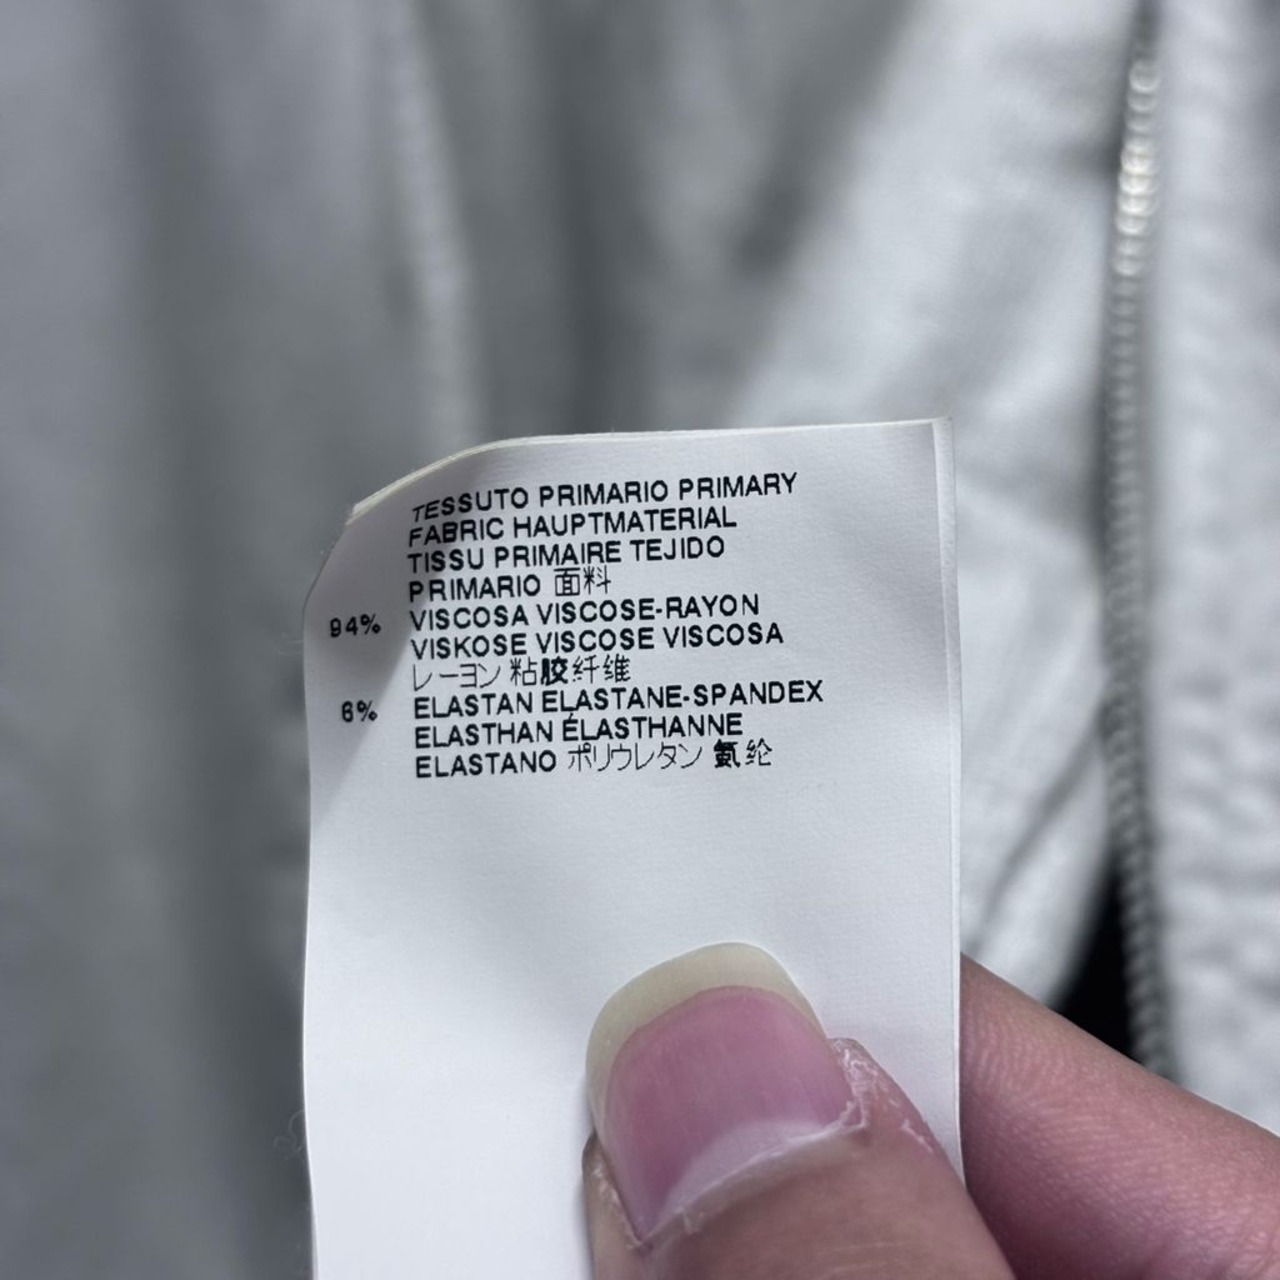 TESSUTO PRIMARIO PRIMARY
FABRIC HAUPTMATERIAL
TISSU PRIMAIRE TEJIDO
PRIMARIO 面料
94% VISCOSA VISCOSE-RAYON
VISKOSE VISCOSE VISCOSA
レーヨン 粘胶纤维
6% ELASTAN ELASTANE-SPANDEX
ELASTHAN ÉLASTHANNE
ELASTANO ポリウレタン 氨纶